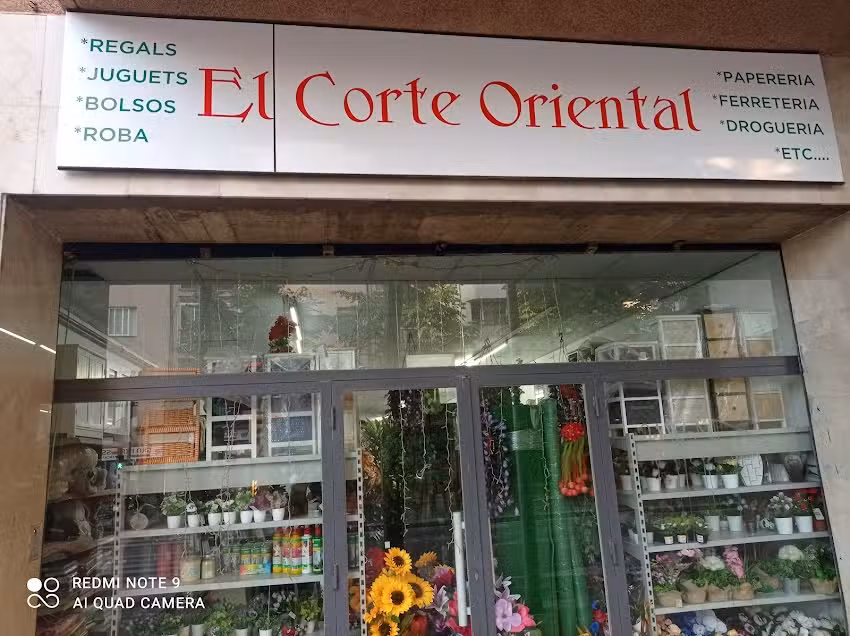 *REGALS
*JUGUETS
*BOLSOS
*ROBA
El Corte Oriental
*PAPERERIA
*FERRETERIA
*DROGUERIA
*ETC....
REDMI NOTE 9
AI QUAD CAMERA